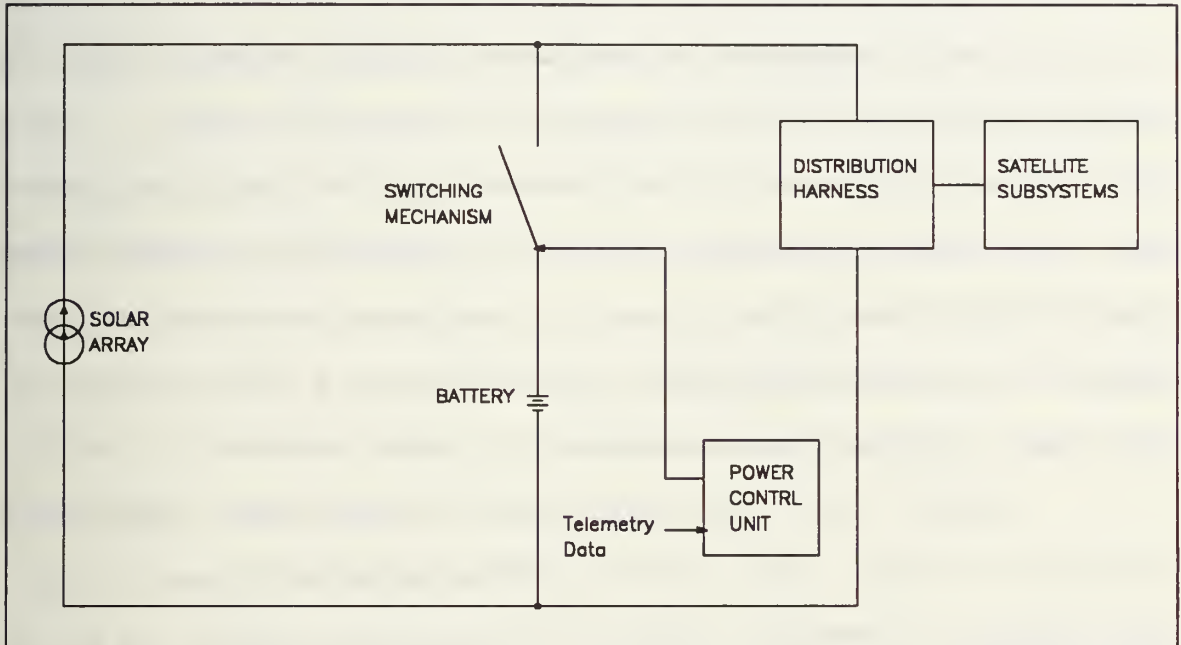 DISTRIBUTION
HARNESS
SATELLITE
SUBSYSTEMS
SWITCHING
MECHANISM
SOLAR
ARRAY
BATTERY
POWER
CONTRL
UNIT
Telemetry
Data